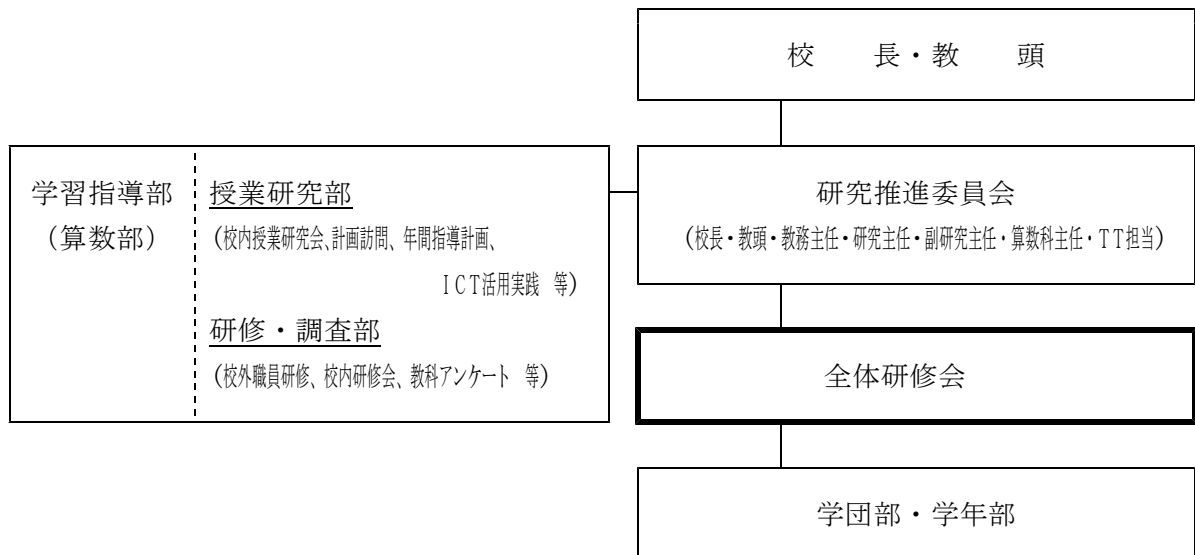 校　長・教　頭
学習指導部
（算数部）
授業研究部
（校内授業研究会、計画訪問、年間指導計画、
ＩＣＴ活用実践　等）
研修・調査部
（校外職員研修、校内研修会、教科アンケート　等）
研究推進委員会
（校長・教頭・教務主任・研究主任・副研究主任・算数科主任・ＴＴ担当）
全体研修会
学団部・学年部